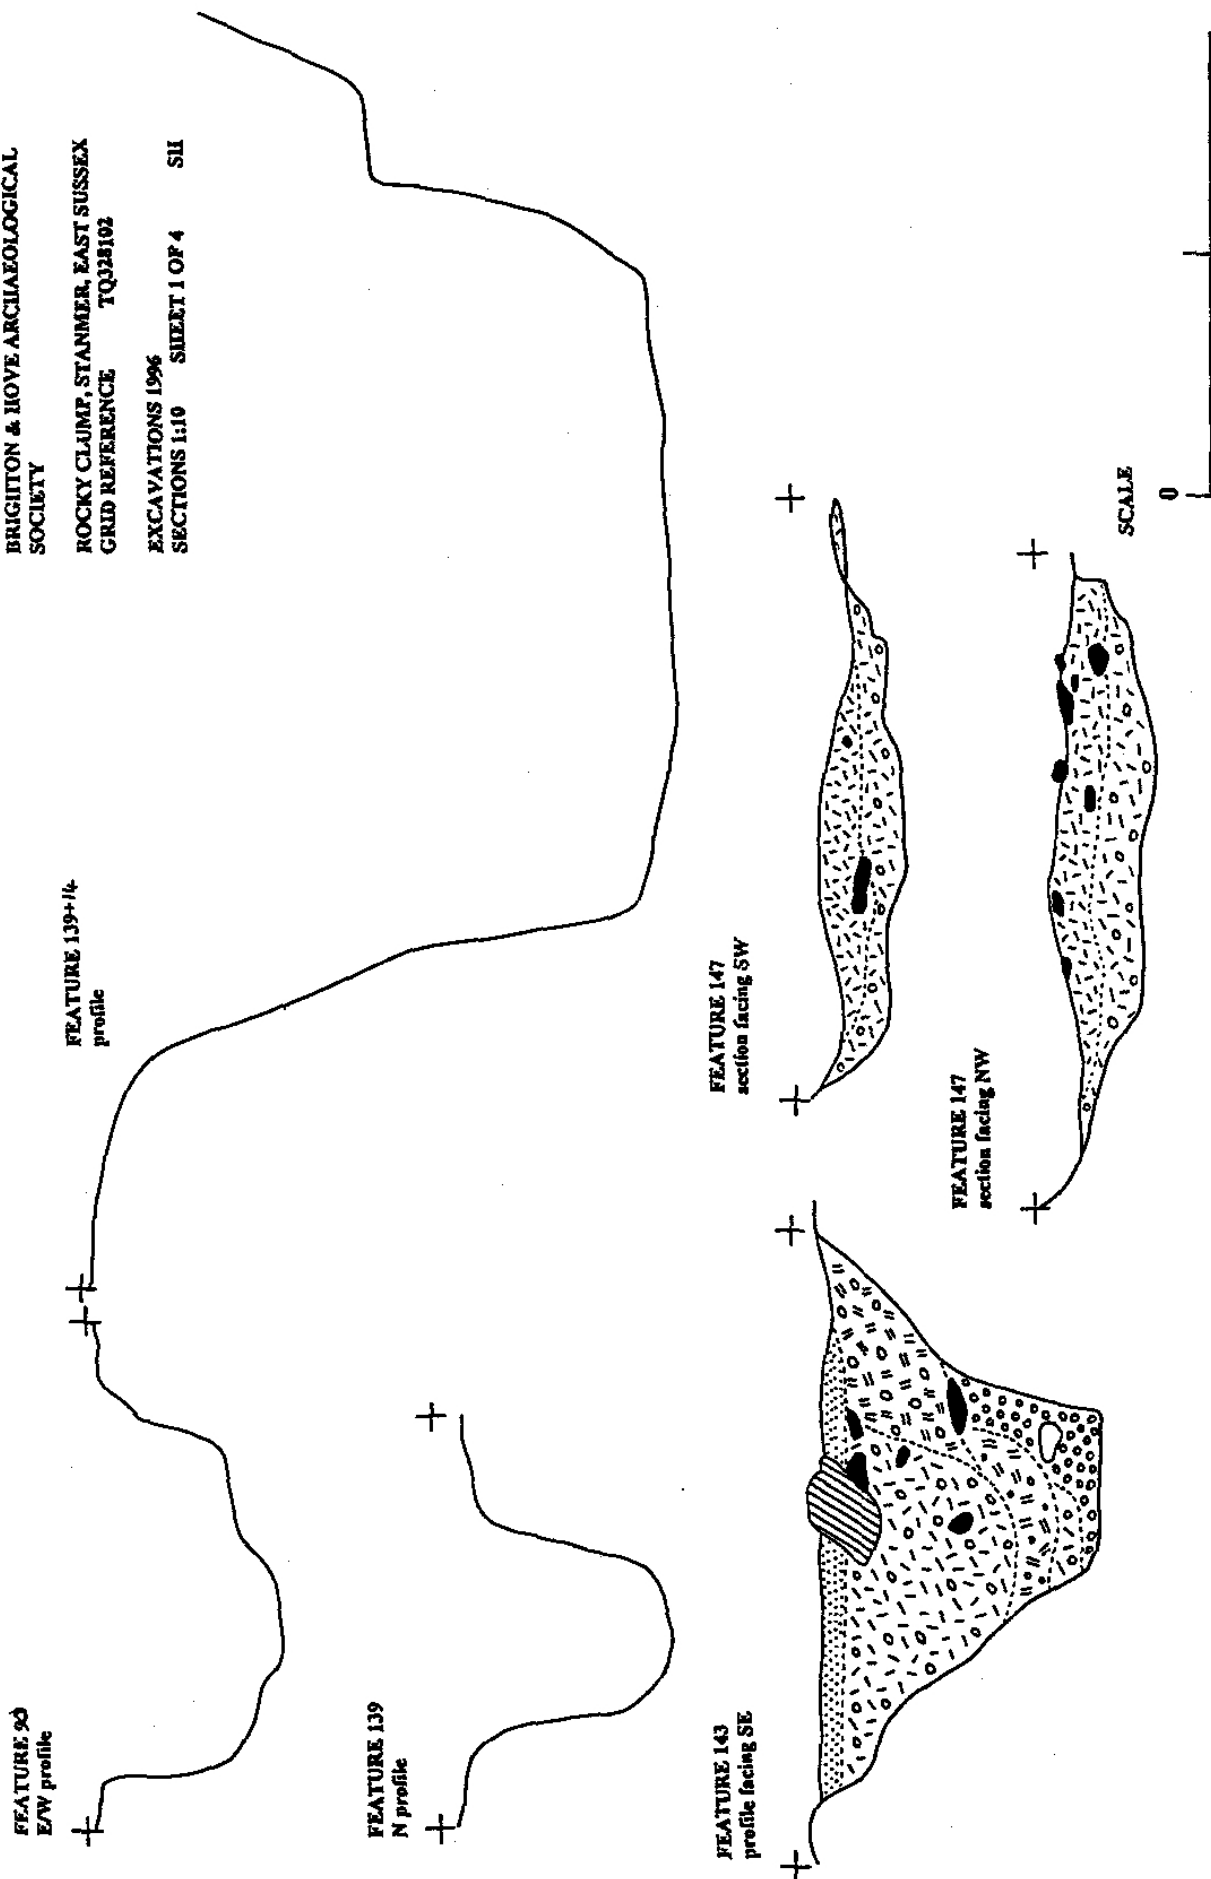 BRIGHTON & HOVE ARCHAEOLOGICAL
SOCIETY
ROCKY CLUMP, STANMER, EAST SUSSEX
GRID REFERENCE TQ328102
EXCAVATIONS 1996
SECTIONS 1:10 SHEET 1 OF 4 SH
FEATURE 90
E/W profile
FEATURE 139+14
profile
FEATURE 139
N profile
FEATURE 143
profile facing SE
FEATURE 147
section facing SW
FEATURE 147
section facing NW
SCALE
0